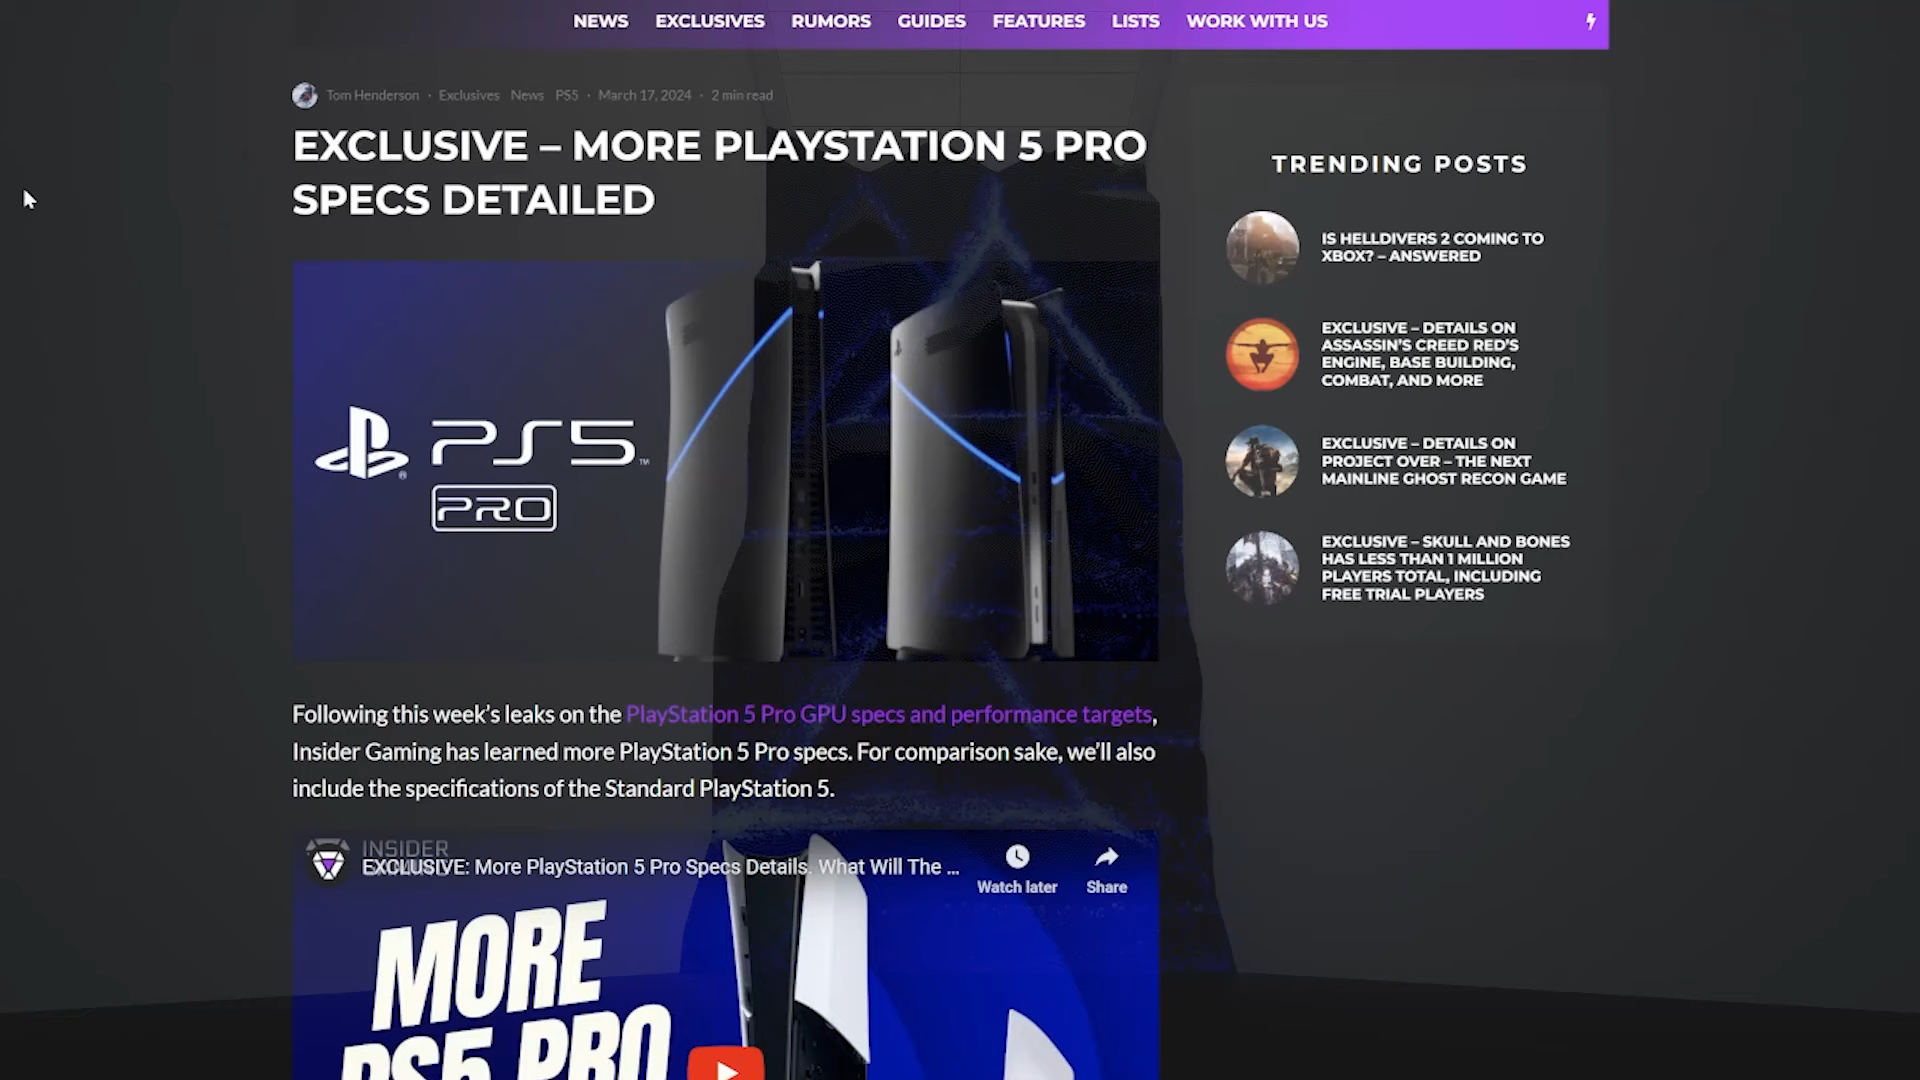 NEWS EXCLUSIVES RUMORS GUIDES FEATURES LISTS WORK WITH US
Tom Henderson · Exclusives News PS5 · March 17, 2024 · 2 min read
EXCLUSIVE – MORE PLAYSTATION 5 PRO
SPECS DETAILED
PS5™
PRO
Following this week's leaks on the PlayStation 5 Pro GPU specs and performance targets,
Insider Gaming has learned more PlayStation 5 Pro specs. For comparison sake, we'll also
include the specifications of the Standard PlayStation 5.
INSIDER
GAMING
EXCLUSIVE: More PlayStation 5 Pro Specs Details. What Will The ...
Watch later
Share
MORE
PS5 PRO
TRENDING POSTS
IS HELLDIVERS 2 COMING TO
XBOX? – ANSWERED
EXCLUSIVE – DETAILS ON
ASSASSIN'S CREED RED'S
ENGINE, BASE BUILDING,
COMBAT, AND MORE
EXCLUSIVE – DETAILS ON
PROJECT OVER – THE NEXT
MAINLINE GHOST RECON GAME
EXCLUSIVE – SKULL AND BONES
HAS LESS THAN 1 MILLION
PLAYERS TOTAL, INCLUDING
FREE TRIAL PLAYERS